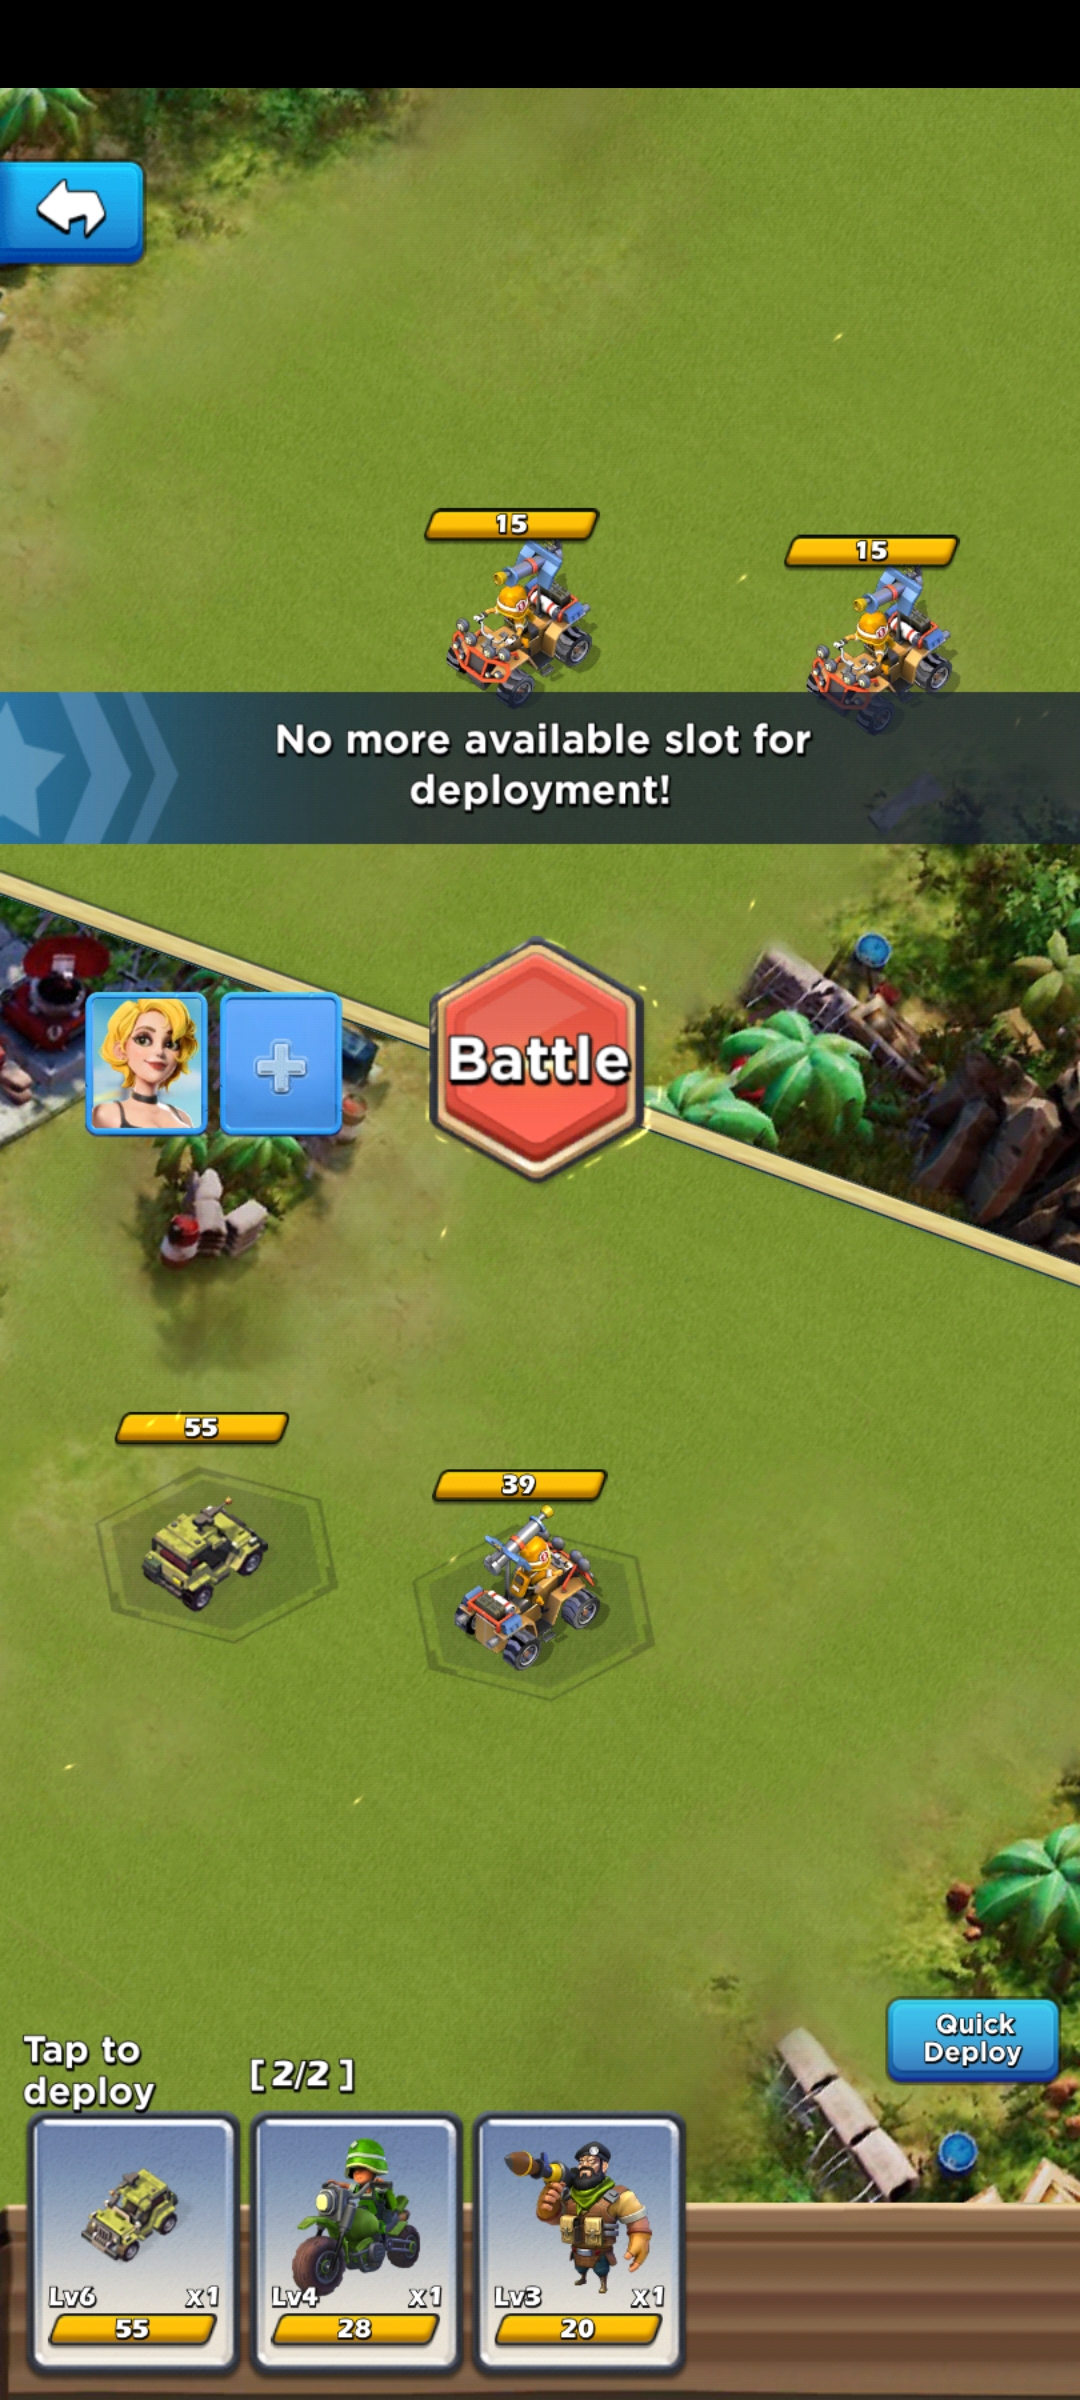 15
15
No more available slot for
deployment!
Battle
55
39
Quick
Deploy
Tap to
deploy
[ 2/2 ]
Lv6 x1
55
Lv4 x1
28
Lv3 x1
20